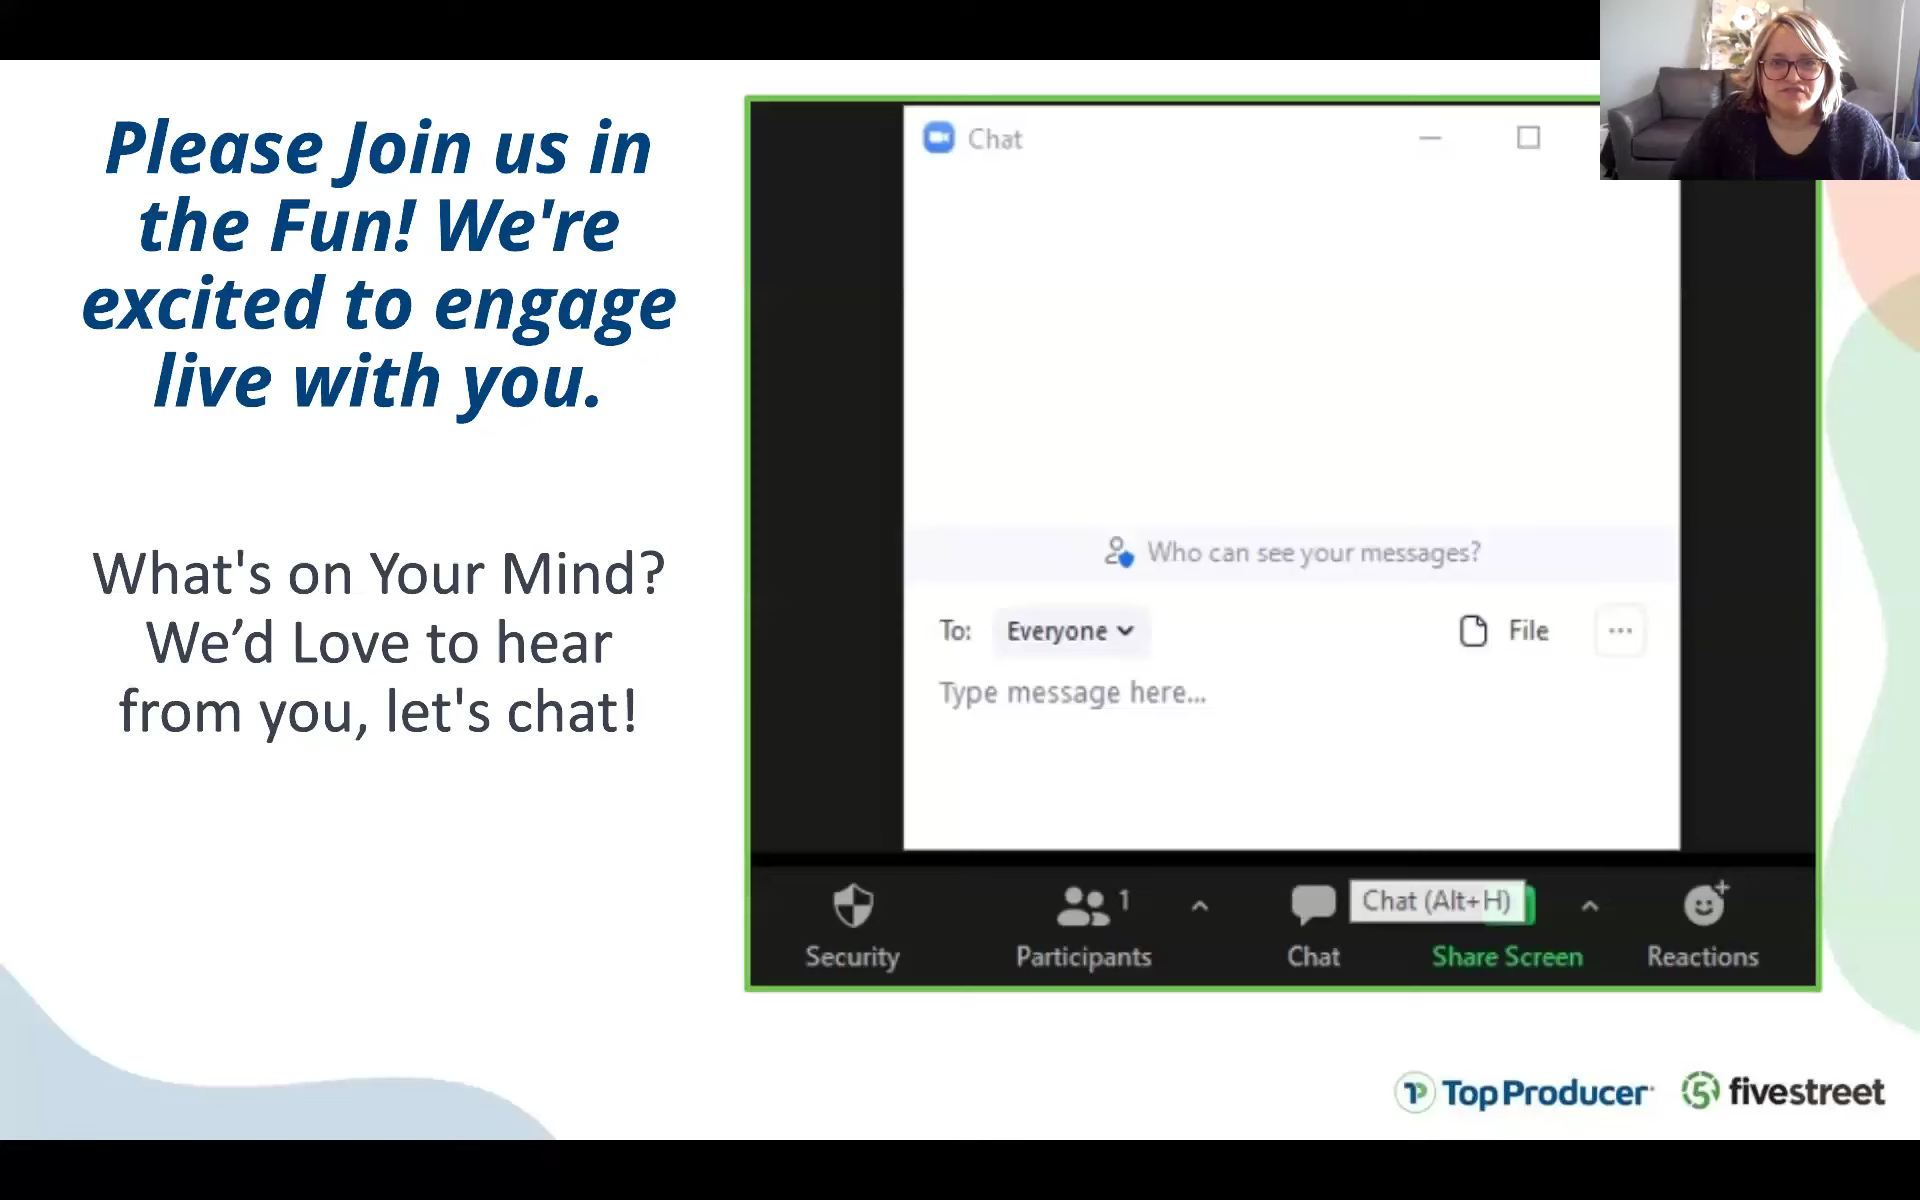 Please Join us in
the Fun! We're
excited to engage
live with you.
What's on Your Mind?
We’d Love to hear
from you, let's chat!
Chat
Who can see your messages?
To: Everyone File
Type message here...
1 Chat (Alt+H)
Security Participants Chat Share Screen Reactions
TopProducer fivestreet